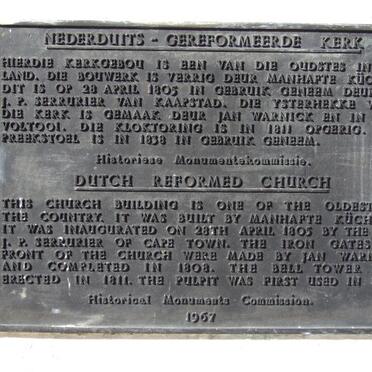 NEDERDUITS - GEREFORMEERDE KERK
HIERDIE KERKGEBOU IS EEN VAN DIE OUDSTES IN
LAND. DIE BOUWERK IS VERRIG DEUR MANHAFTE KÜC
DIT IS OP 28 APRIL 1805 IN GEBRUIK GENEEM DEUR
J. P. SERRURIER VAN KAAPSTAD. DIE YSTERHEKKE V
DIE KERK IS GEMAAK DEUR JAN WARNICK EN IN
VOLTOOI. DIE KLOKTORING IS IN 1811 OPGERIG.
PREEKSTOEL IS IN 1838 IN GEBRUIK GENEEM.
Historiese Monumentekommissie.
DUTCH REFORMED CHURCH
THIS CHURCH BUILDING IS ONE OF THE OLDEST
THE COUNTRY. IT WAS BUILT BY MANHAFTE KÜCH
IT WAS INAUGURATED ON 28TH APRIL 1805 BY THE
J. P. SERRURIER OF CAPE TOWN. THE IRON GATES
FRONT OF THE CHURCH WERE MADE BY JAN WARN
AND COMPLETED IN 1808. THE BELL TOWER
ERECTED IN 1811. THE PULPIT WAS FIRST USED IN
Historical Monuments Commission.
1967